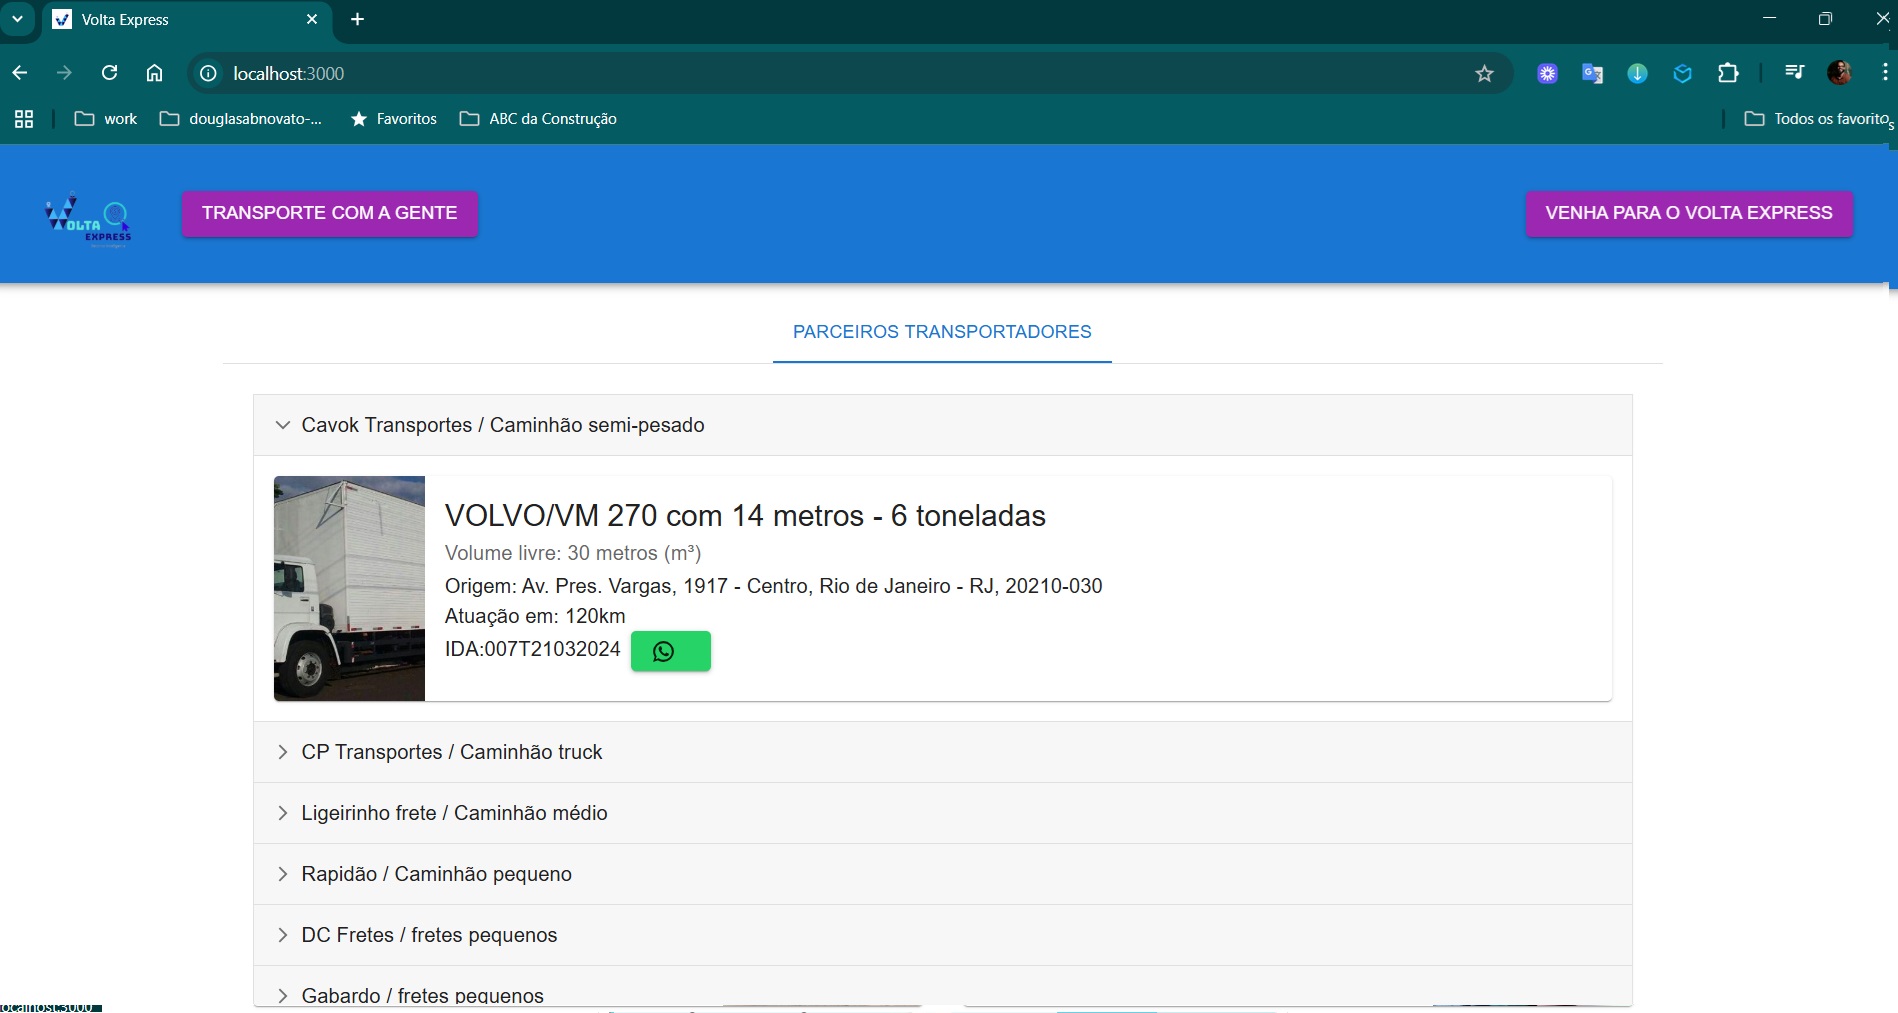 Volta Express
localhost:3000
work
douglasabnovato-...
Favoritos
ABC da Construção
Todos os favoritos
VOLTA
EXPRESS
TRANSPORTE COM A GENTE
VENHA PARA O VOLTA EXPRESS
PARCEIROS TRANSPORTADORES
Cavok Transportes / Caminhão semi-pesado
VOLVO/VM 270 com 14 metros - 6 toneladas
Volume livre: 30 metros (m³)
Origem: Av. Pres. Vargas, 1917 - Centro, Rio de Janeiro - RJ, 20210-030
Atuação em: 120km
IDA:007T21032024
CP Transportes / Caminhão truck
Ligeirinho frete / Caminhão médio
Rapidão / Caminhão pequeno
DC Fretes / fretes pequenos
Gabardo / fretes pequenos
localhost:3000